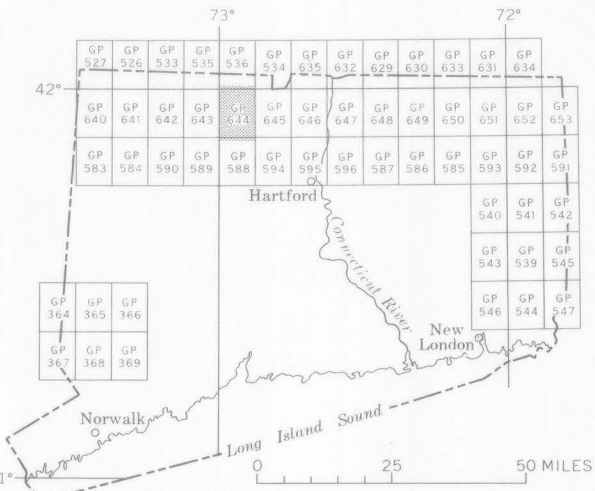 73° 72°
GP 527 GP 526 GP 533 GP 535 GP 536 GP 534 GP 635 GP 632 GP 629 GP 630 GP 633 GP 631 GP 634
42°
GP 640 GP 641 GP 642 GP 643 GP 644 GP 645 GP 646 GP 647 GP 648 GP 649 GP 650 GP 651 GP 652 GP 653
GP 583 GP 584 GP 590 GP 589 GP 588 GP 594 GP 595 GP 596 GP 587 GP 586 GP 585 GP 593 GP 592 GP 591
Hartford
GP 540 GP 541 GP 542
Connecticut River
GP 543 GP 539 GP 545
GP 364 GP 365 GP 366
GP 546 GP 544 GP 547
GP 367 GP 368 GP 369
New
London
Norwalk
Long Island Sound
1°
0 25 50 MILES